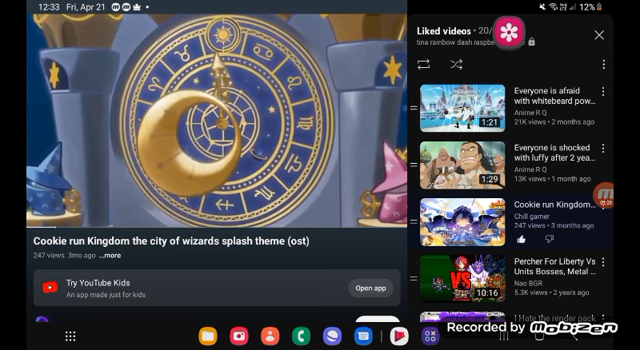 12:33 Fri, Apr 21
12%
Liked videos • 20/
tina rainbow dash raspbe
Everyone is afraid
with whitebeard pow...
Anime R Q
21K views • 2 months ago
1:21
Everyone is shocked
with luffy after 2 yea...
Anime R Q
13K views • 1 month ago
1:29
Cookie run Kingdom...
Chill gamer
247 views • 3 months ago
Percher For Liberty Vs
Units Bosses, Metal ...
Nao BGR
5.3K views • 2 years ago
VS
10:16
I Hate the render pack
Cookie run Kingdom the city of wizards splash theme (ost)
247 views 3mo ago ...more
Try YouTube Kids
An app made just for kids
Open app
Recorded by mobizen